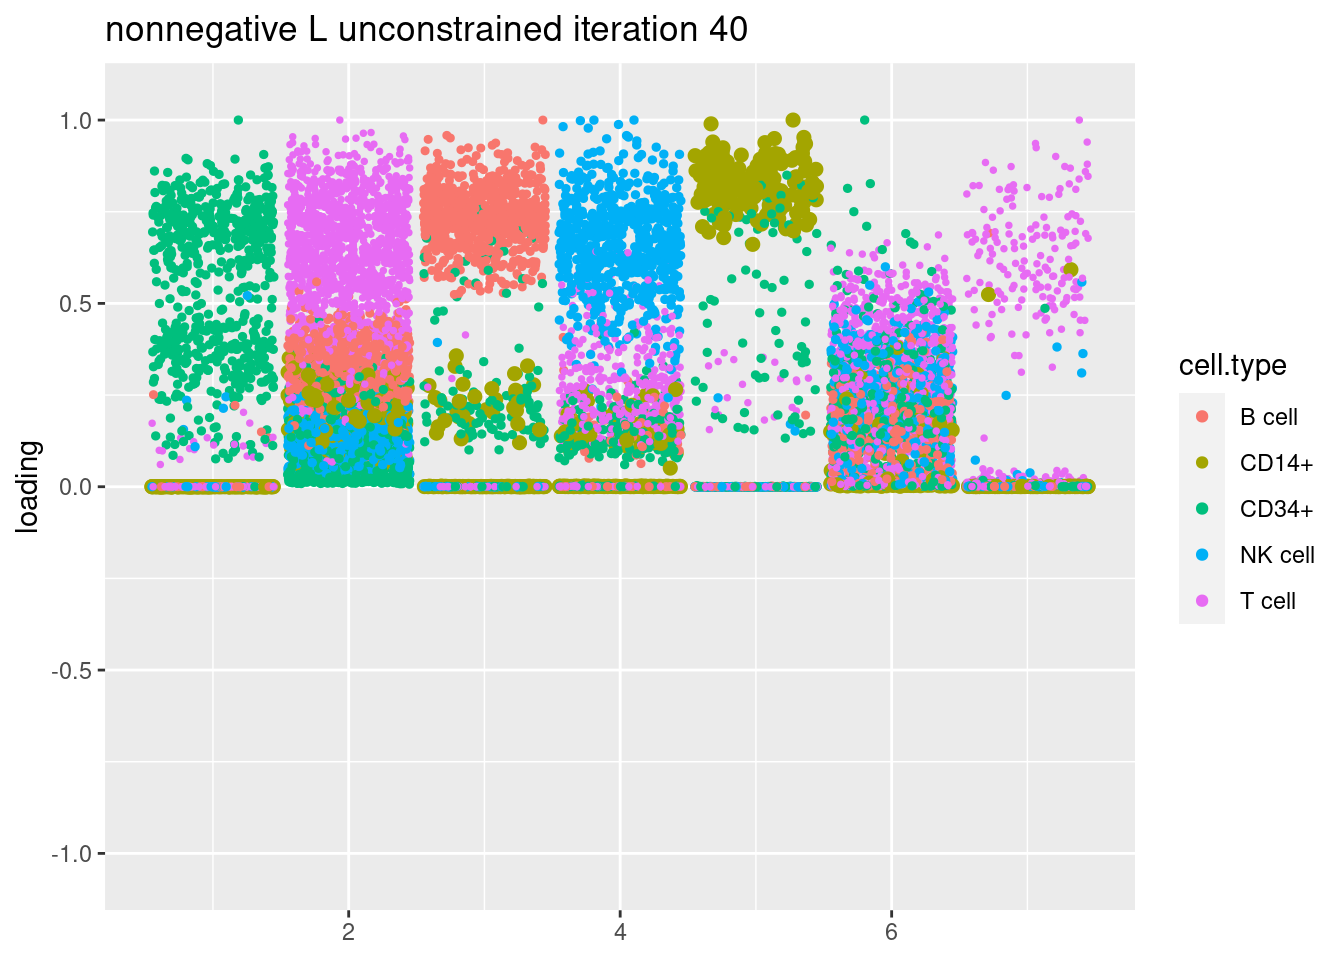 nonnegative L unconstrained iteration 40
1.0
0.5
0.0
-0.5
-1.0
loading
2
4
6
cell.type
B cell
CD14+
CD34+
NK cell
T cell